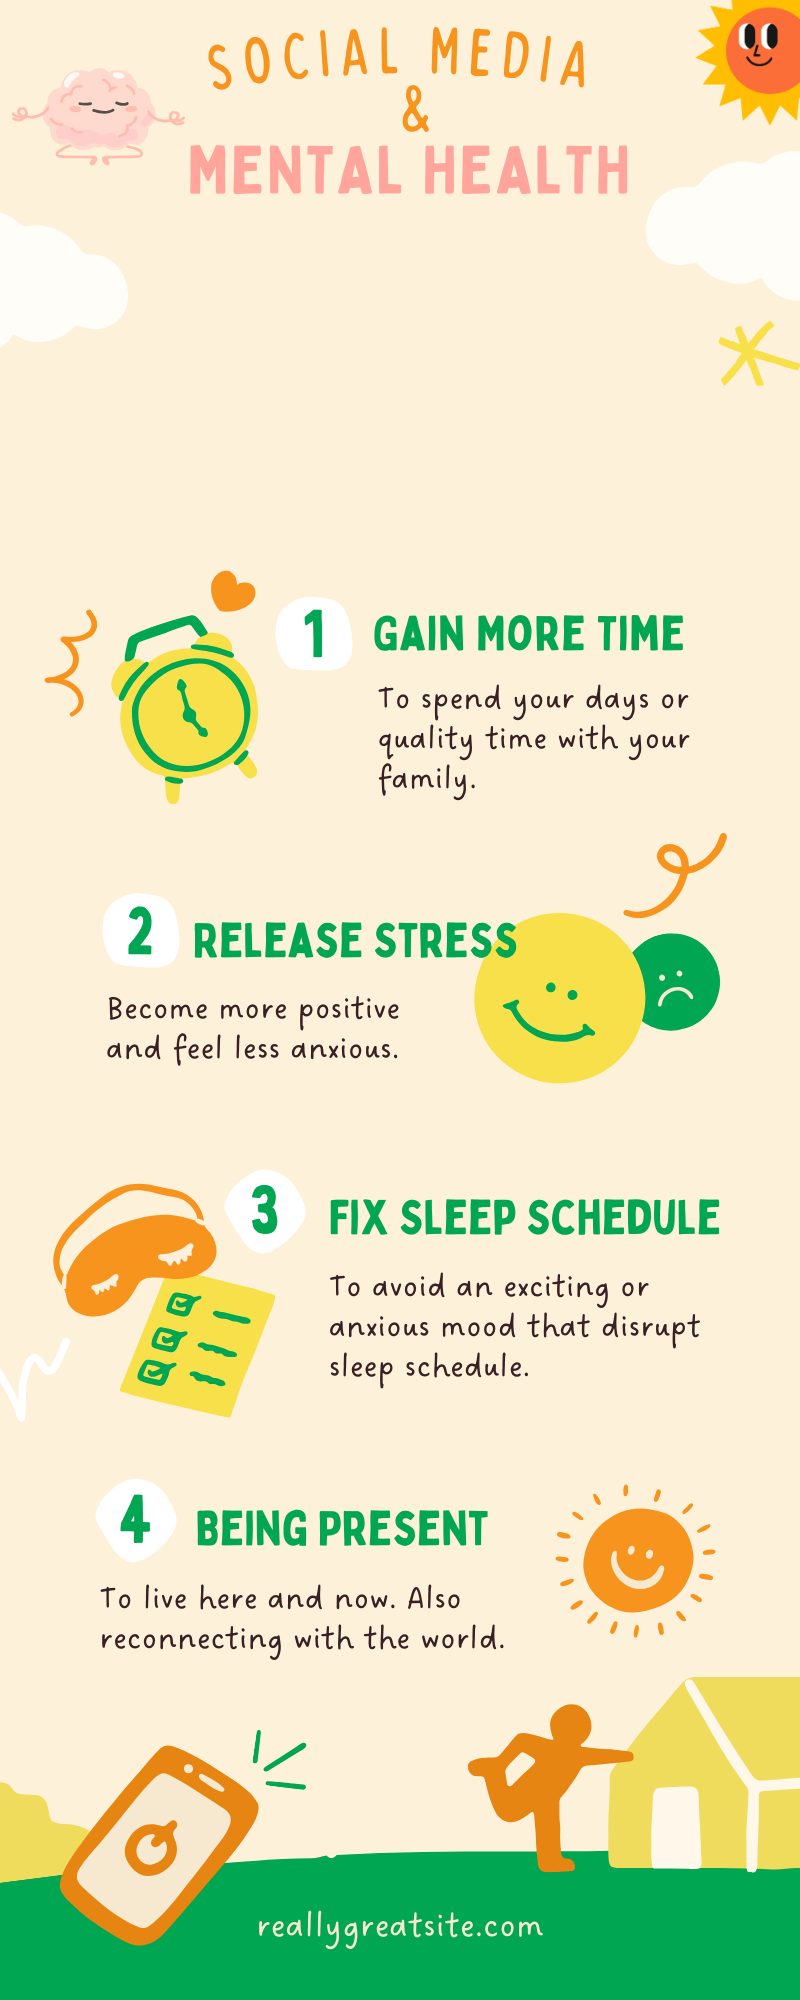 SOCIAL MEDIA
&
MENTAL HEALTH
1 GAIN MORE TIME
To spend your days or
quality time with your
family.
2 RELEASE STRESS
Become more positive
and feel less anxious.
3 FIX SLEEP SCHEDULE
To avoid an exciting or
anxious mood that disrupt
sleep schedule.
4 BEING PRESENT
To live here and now. Also
reconnecting with the world.
reallygreatsite.com